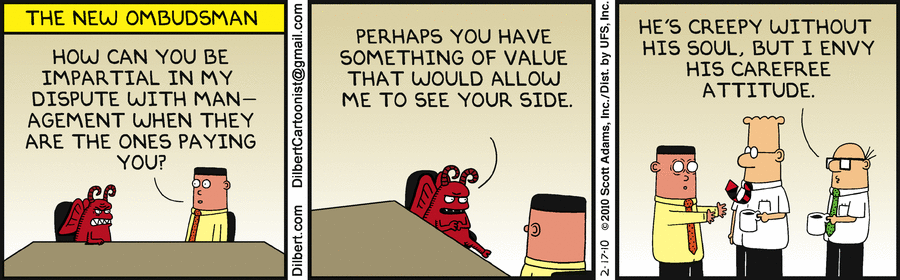 THE NEW OMBUDSMAN
HOW CAN YOU BE
IMPARTIAL IN MY
DISPUTE WITH MAN-
AGEMENT WHEN THEY
ARE THE ONES PAYING
YOU?
Dilbert.com DilbertCartoonist@gmail.com
PERHAPS YOU HAVE
SOMETHING OF VALUE
THAT WOULD ALLOW
ME TO SEE YOUR SIDE.
2-17-10 © 2010 Scott Adams, Inc./Dist. by UFS, Inc.
HE'S CREEPY WITHOUT
HIS SOUL, BUT I ENVY
HIS CAREFREE
ATTITUDE.